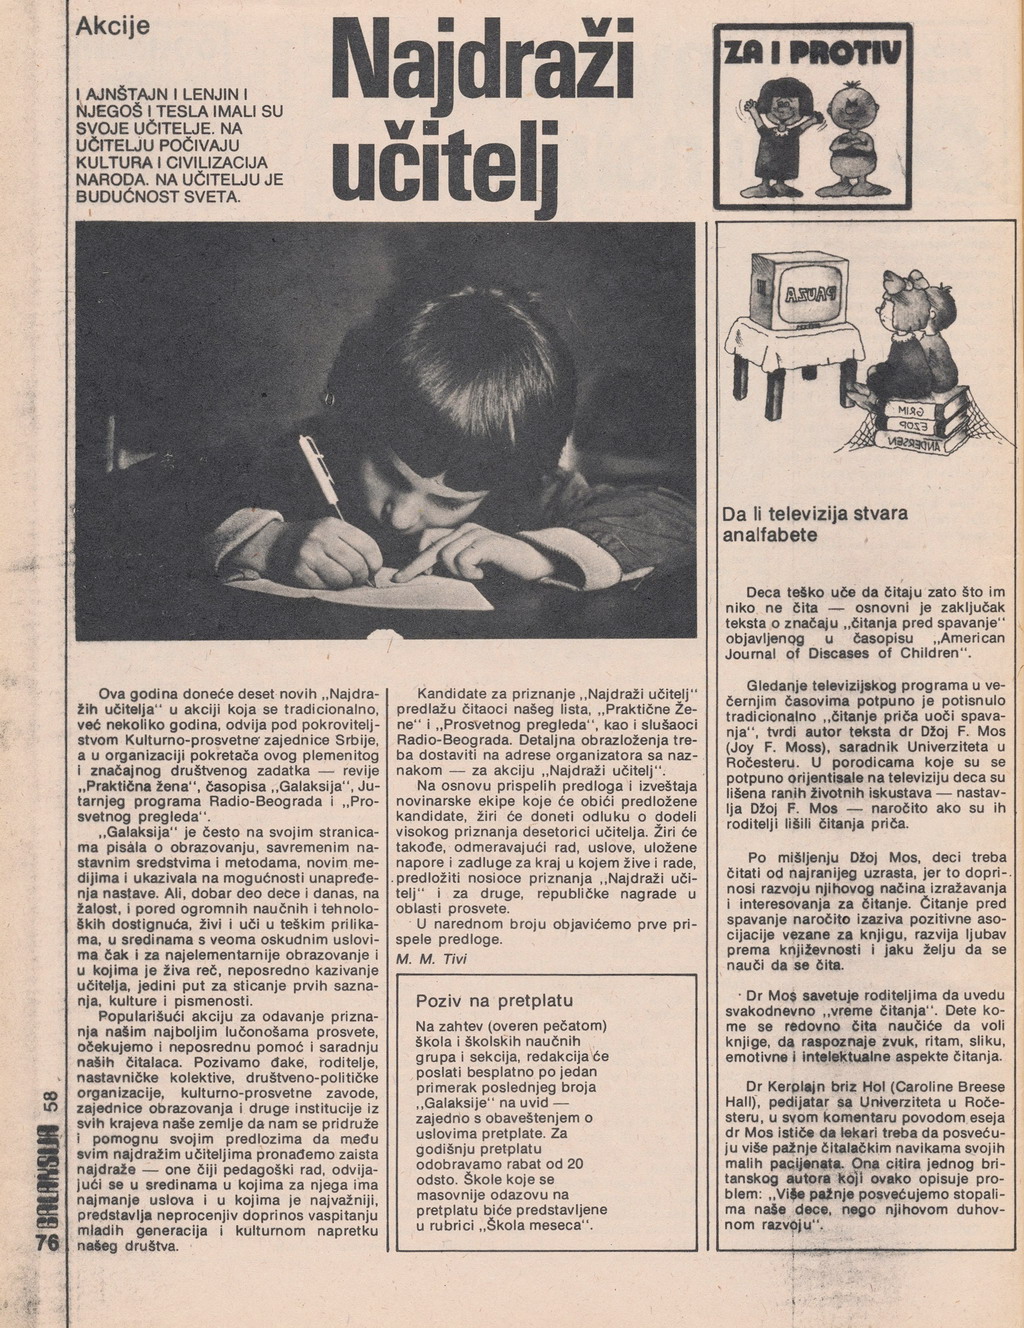 Akcije
I AJNŠTAJN I LENJIN I
NJEGOŠ I TESLA IMALI SU
SVOJE UČITELJE. NA
UČITELJU POČIVAJU
KULTURA I CIVILIZACIJA
NARODA. NA UČITELJU JE
BUDUĆNOST SVETA.
Najdraži
učitelj
Ova godina doneće deset novih „Najdra-
žih učitelja“ u akciji koja se tradicionalno,
već nekoliko godina, odvija pod pokrovitelj-
stvom Kulturno-prosvetne zajednice Srbije,
a u organizaciji pokretača ovog plemenitog
i značajnog društvenog zadatka — revije
„Praktična žena“, časopisa „Galaksija“, Ju-
tarnjeg programa Radio-Beograda i „Pro-
svetnog pregleda“.
„Galaksija“ je često na svojim stranica-
ma pisala o obrazovanju, savremenim na-
stavnim sredstvima i metodama, novim me-
dijima i ukazivala na mogućnosti unapređe-
nja nastave. Ali, dobar deo dece i danas, na
žalost, i pored ogromnih naučnih i tehnolo-
ških dostignuća, živi i uči u teškim prilika-
ma, u sredinama s veoma oskudnim uslovi-
ma čak i za najelementarnije obrazovanje i
u kojima je živa reč, neposredno kazivanje
učitelja, jedini put za sticanje prvih sazna-
nja, kulture i pismenosti.
Popularišući akciju za odavanje prizna-
nja našim najboljim lučonošama prosvete,
očekujemo i neposrednu pomoć i saradnju
naših čitalaca. Pozivamo đake, roditelje,
nastavničke kolektive, društveno-političke
organizacije, kulturno-prosvetne zavode,
zajednice obrazovanja i druge institucije iz
svih krajeva naše zemlje da nam se pridruže
i pomognu svojim predlozima da među
svim najdražim učiteljima pronađemo zaista
najdraže — one čiji pedagoški rad, odvija-
jući se u sredinama u kojima za njega ima
najmanje uslova i u kojima je najvažniji,
predstavlja neprocenjiv doprinos vaspitanju
mladih generacija i kulturnom napretku
našeg društva.
Kandidate za priznanje „Najdraži učitelj“
predlažu čitaoci našeg lista, „Praktične Že-
ne“ i „Prosvetnog pregleda“, kao i slušaoci
Radio-Beograda. Detaljna obrazloženja tre-
ba dostaviti na adrese organizatora sa naz-
nakom — za akciju „Najdraži učitelj“.
Na osnovu prispelih predloga i izveštaja
novinarske ekipe koje će obići predložene
kandidate, žiri će doneti odluku o dodeli
visokog priznanja desetorici učitelja. Žiri će
takođe, odmeravajući rad, uslove, uložene
napore i zadluge za kraj u kojem žive i rade,
predložiti nosioce priznanja „Najdraži uči-
telj“ i za druge, republičke nagrade u
oblasti prosvete.
U narednom broju objavićemo prve pri-
spele predloge.
M. M. Tivi
Poziv na pretplatu
Na zahtev (overen pečatom)
škola i školskih naučnih
grupa i sekcija, redakcija će
poslati besplatno po jedan
primerak poslednjeg broja
„Galaksije“ na uvid —
zajedno s obaveštenjem o
uslovima pretplate. Za
godišnju pretplatu
odobravamo rabat od 20
odsto. Škole koje se
masovnije odazovu na
pretplatu biće predstavljene
u rubrici „Škola meseca“.
ZA I PROTIV
PAUZA
GRIM
EZOP
ANDERSEN
Da li televizija stvara
analfabete
Deca teško uče da čitaju zato što im
niko ne čita — osnovni je zaključak
teksta o značaju „čitanja pred spavanje“
objavljenog u časopisu „American
Journal of Discases of Children“.
Gledanje televizijskog programa u ve-
černjim časovima potpuno je potisnulo
tradicionalno „čitanje priča uoči spava-
nja“, tvrdi autor teksta dr Džoj F. Mos
(Joy F. Moss), saradnik Univerziteta u
Ročesteru. U porodicama koje su se
potpuno orijentisale na televiziju deca su
lišena ranih životnih iskustava — nastav-
lja Džoj F. Mos — naročito ako su ih
roditelji lišili čitanja priča.
Po mišljenju Džoj Mos, deci treba
čitati od najranijeg uzrasta, jer to dopri-
nosi razvoju njihovog načina izražavanja
i interesovanja za čitanje. Čitanje pred
spavanje naročito izaziva pozitivne aso-
cijacije vezane za knjigu, razvija ljubav
prema književnosti i jaku želju da se
nauči da se čita.
Dr Mos savetuje roditeljima da uvedu
svakodnevno „vreme čitanja“. Dete ko-
me se redovno čita naučiće da voli
knjige, da raspoznaje zvuk, ritam, sliku,
emotivne i intelektualne aspekte čitanja.
Dr Kerolajn briz Hol (Caroline Breese
Hall), pedijatar sa Univerziteta u Roče-
steru, u svom komentaru povodom eseja
dr Mos ističe da lekari treba da posveću-
ju više pažnje čitalačkim navikama svojih
malih pacijenata. Ona citira jednog bri-
tanskog autora koji ovako opisuje pro-
blem: „Više pažnje posvećujemo stopali-
ma naše dece, nego njihovom duhov-
nom razvoju“.
76 GALAKSIJA 58